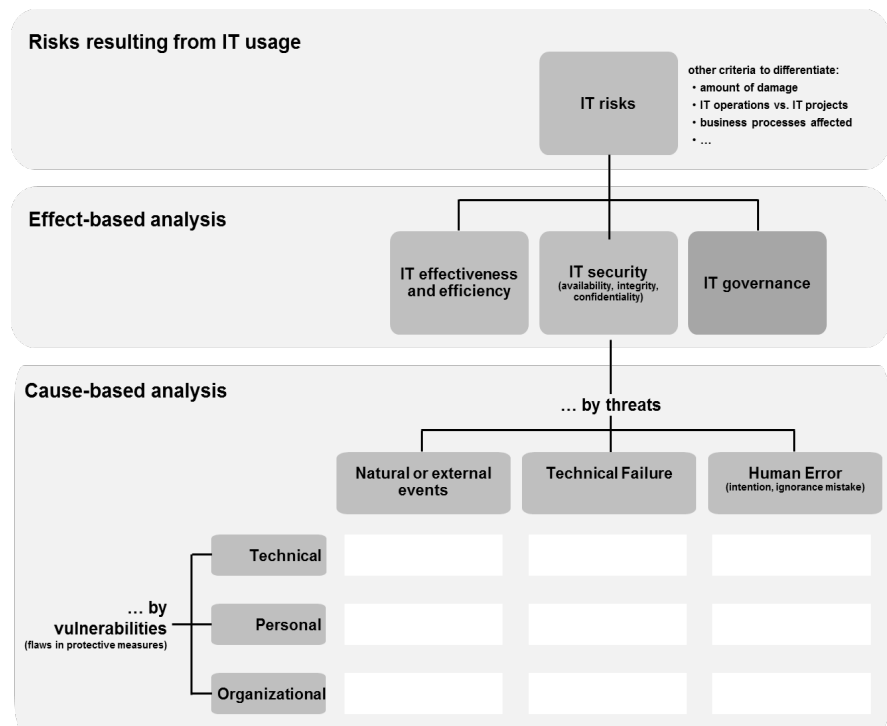 Risks resulting from IT usage
IT risks
other criteria to differentiate:
• amount of damage
• IT operations vs. IT projects
• business processes affected
• ...
Effect-based analysis
IT effectiveness
and efficiency
IT security
(availability, integrity,
confidentiality)
IT governance
Cause-based analysis
... by threats
Natural or external
events
Technical Failure
Human Error
(intention, ignorance mistake)
... by
vulnerabilities
(flaws in protective measures)
Technical
Personal
Organizational